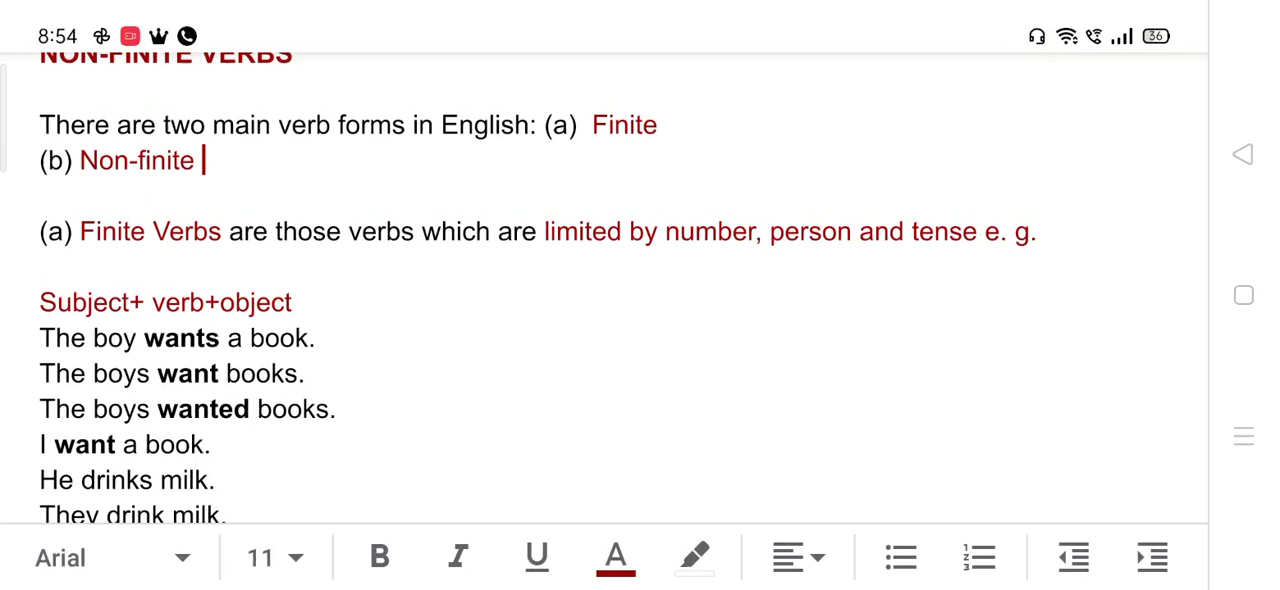 8:54
36
NON-FINITE VERBS
There are two main verb forms in English: (a) Finite
(b) Non-finite
(a) Finite Verbs are those verbs which are limited by number, person and tense e. g.
Subject+ verb+object
The boy wants a book.
The boys want books.
The boys wanted books.
I want a book.
He drinks milk.
They drink milk.
Arial 11 B I U A